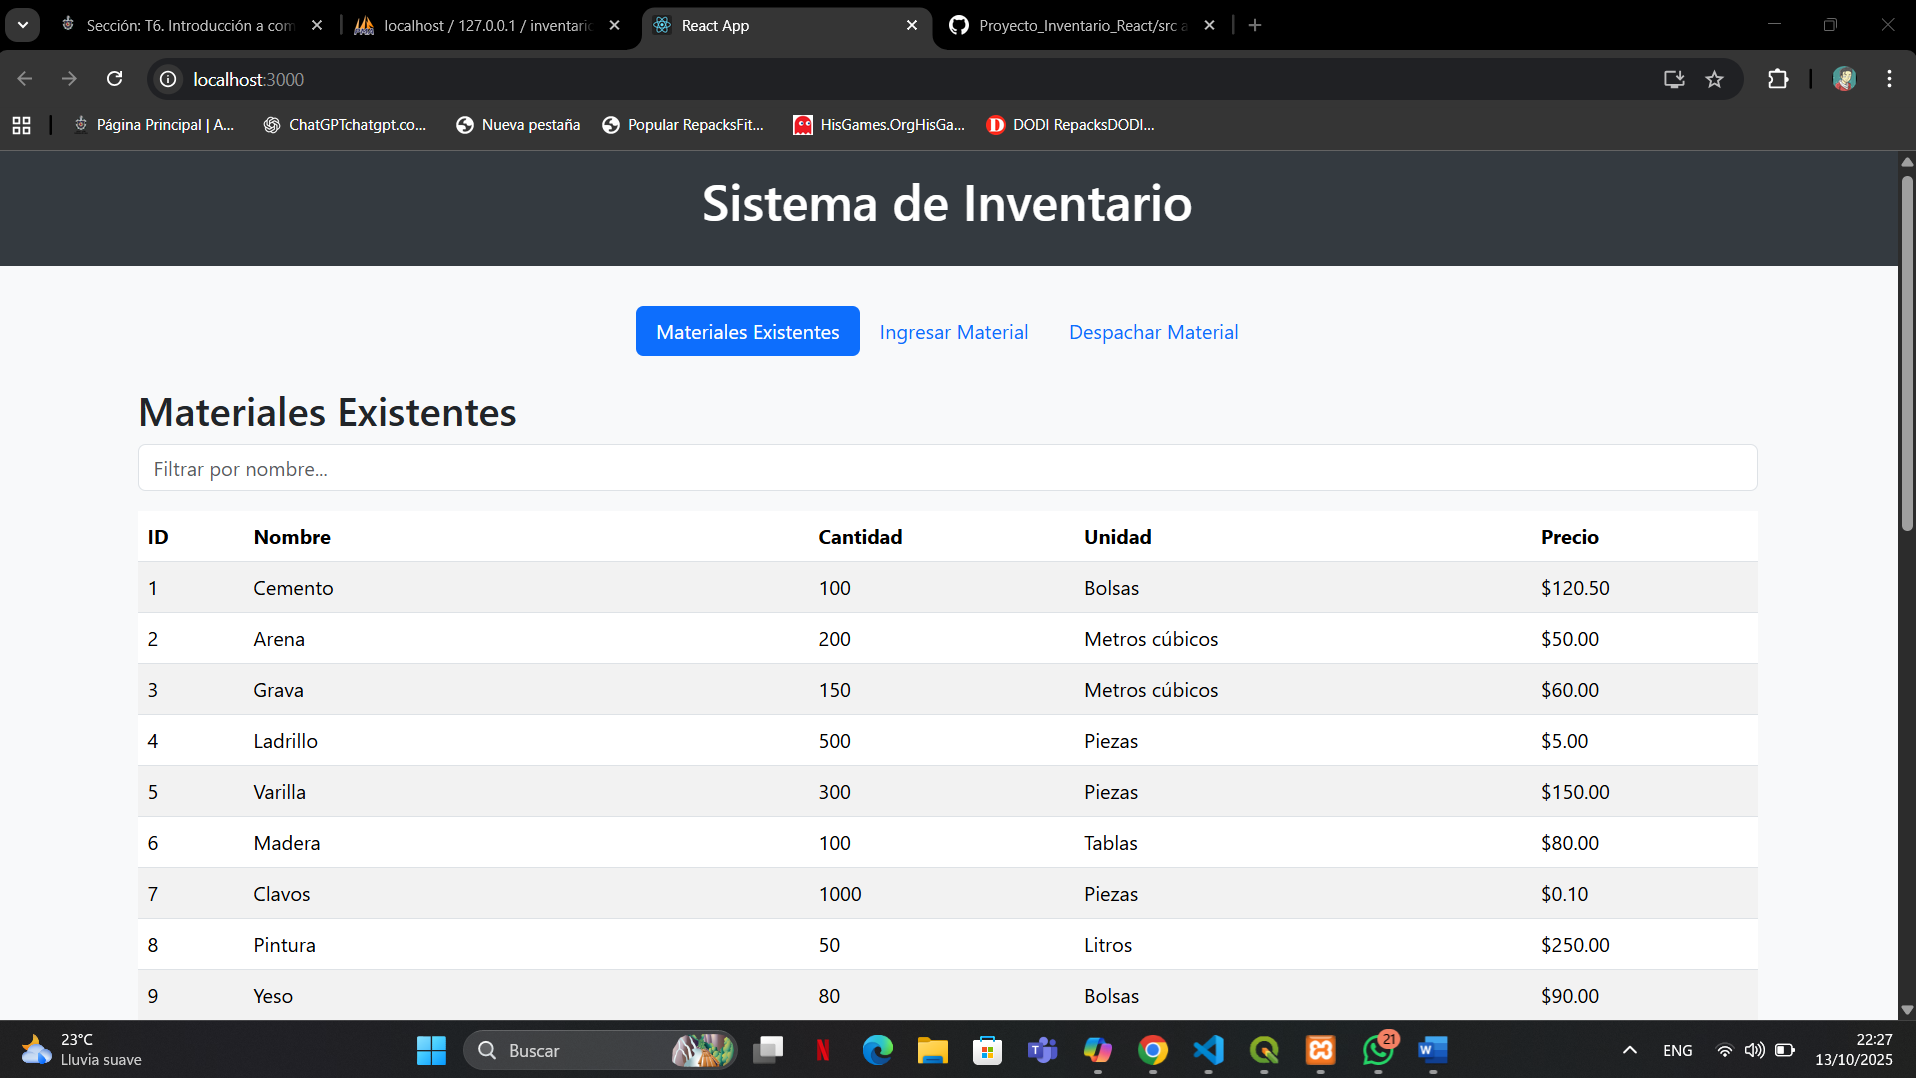 Sección: T6. Introducción a com
localhost / 127.0.0.1 / inventario
React App
Proyecto_Inventario_React/src a
localhost:3000
Página Principal | A...
ChatGPTchatgpt.co...
Nueva pestaña
Popular RepacksFit...
HisGames.OrgHisGa...
DODI RepacksDODI...
Sistema de Inventario
Materiales Existentes Ingresar Material Despachar Material
Materiales Existentes
Filtrar por nombre...
ID Nombre Cantidad Unidad Precio
1 Cemento 100 Bolsas $120.50
2 Arena 200 Metros cúbicos $50.00
3 Grava 150 Metros cúbicos $60.00
4 Ladrillo 500 Piezas $5.00
5 Varilla 300 Piezas $150.00
6 Madera 100 Tablas $80.00
7 Clavos 1000 Piezas $0.10
8 Pintura 50 Litros $250.00
9 Yeso 80 Bolsas $90.00
23°C
Lluvia suave
Buscar
21
ENG
22:27
13/10/2025